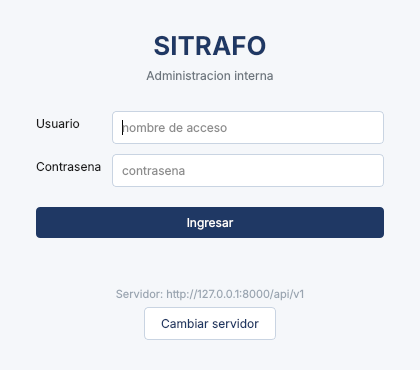 SITRAFO
Administracion interna
Usuario
nombre de acceso
Contrasena
contrasena
Ingresar
Servidor: http://127.0.0.1:8000/api/v1
Cambiar servidor